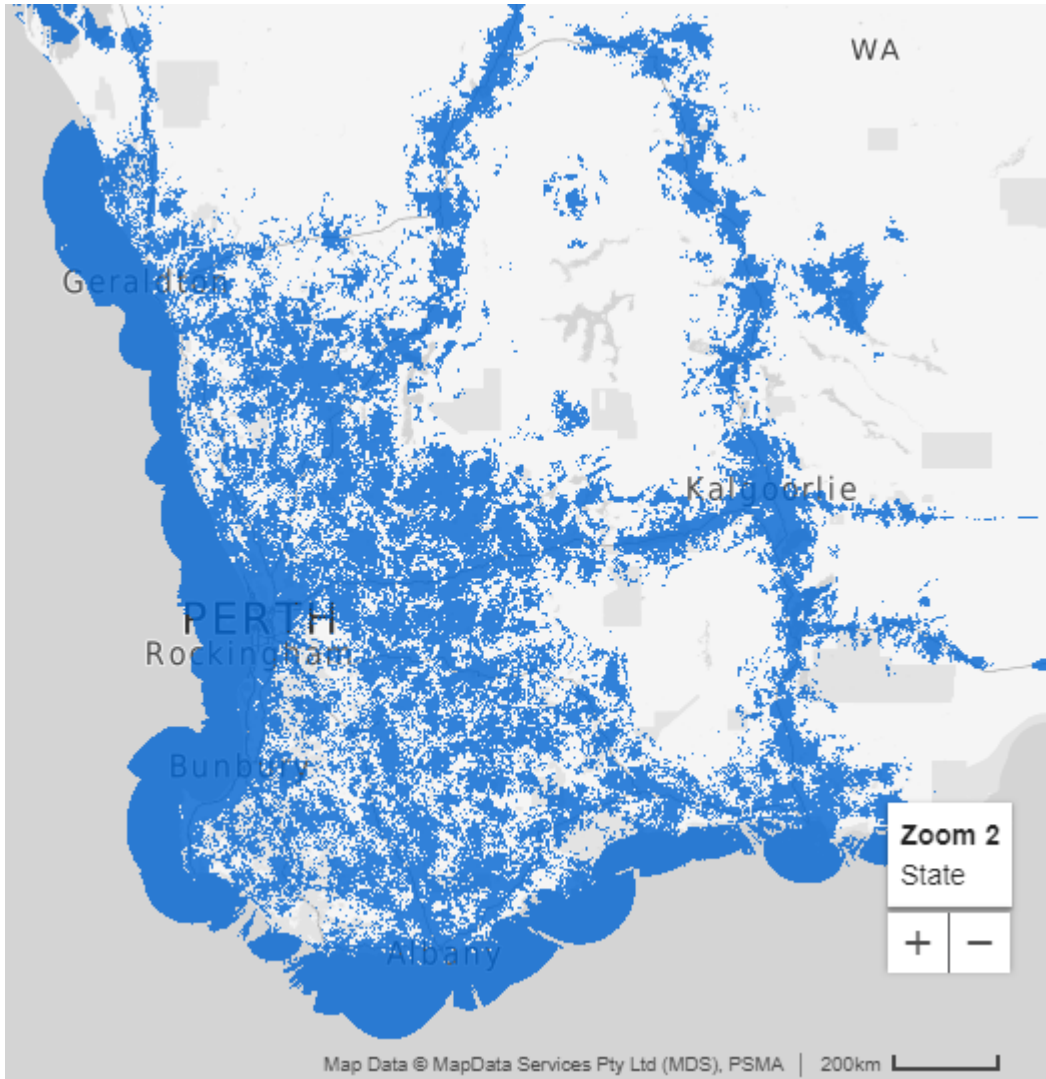 WA
Geraldton
Kalgoorlie
PERTH
Rockingham
Bunbury
Zoom 2
State
+ −
Albany
Map Data © MapData Services Pty Ltd (MDS), PSMA | 200km